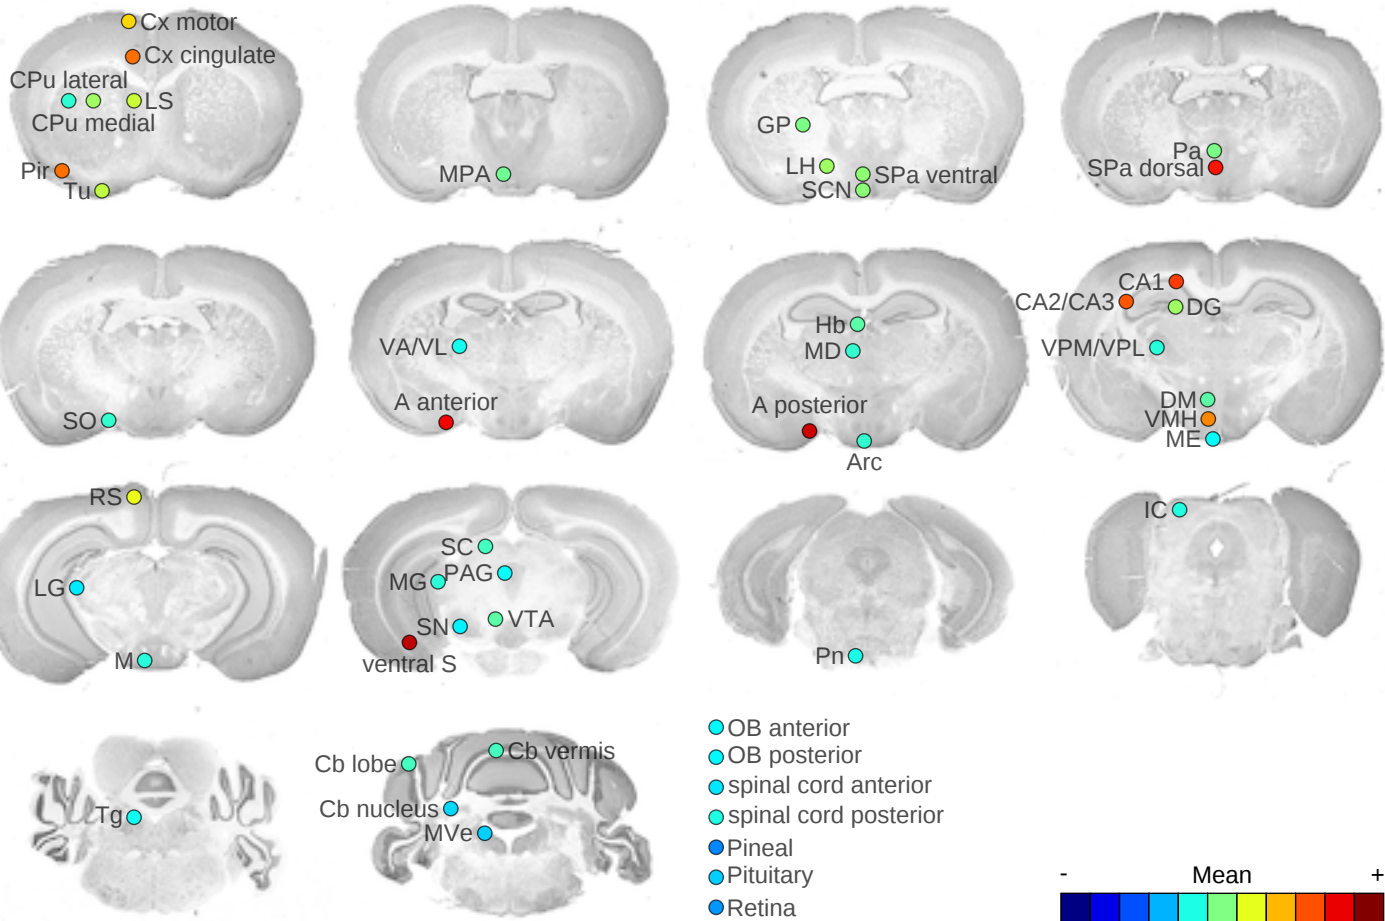 Cx motor
Cx cingulate
CPu lateral
LS
CPu medial
Pir
Tu
MPA
GP
LH
SPa ventral
SCN
Pa
SPa dorsal
SO
VA/VL
A anterior
Hb
MD
A posterior
Arc
CA1
CA2/CA3
DG
VPM/VPL
DM
VMH
ME
RS
LG
M
SC
MG
PAG
SN
VTA
ventral S
Pn
IC
Tg
Cb lobe
Cb vermis
Cb nucleus
MVe
OB anterior
OB posterior
spinal cord anterior
spinal cord posterior
Pineal
Pituitary
Retina
- Mean +